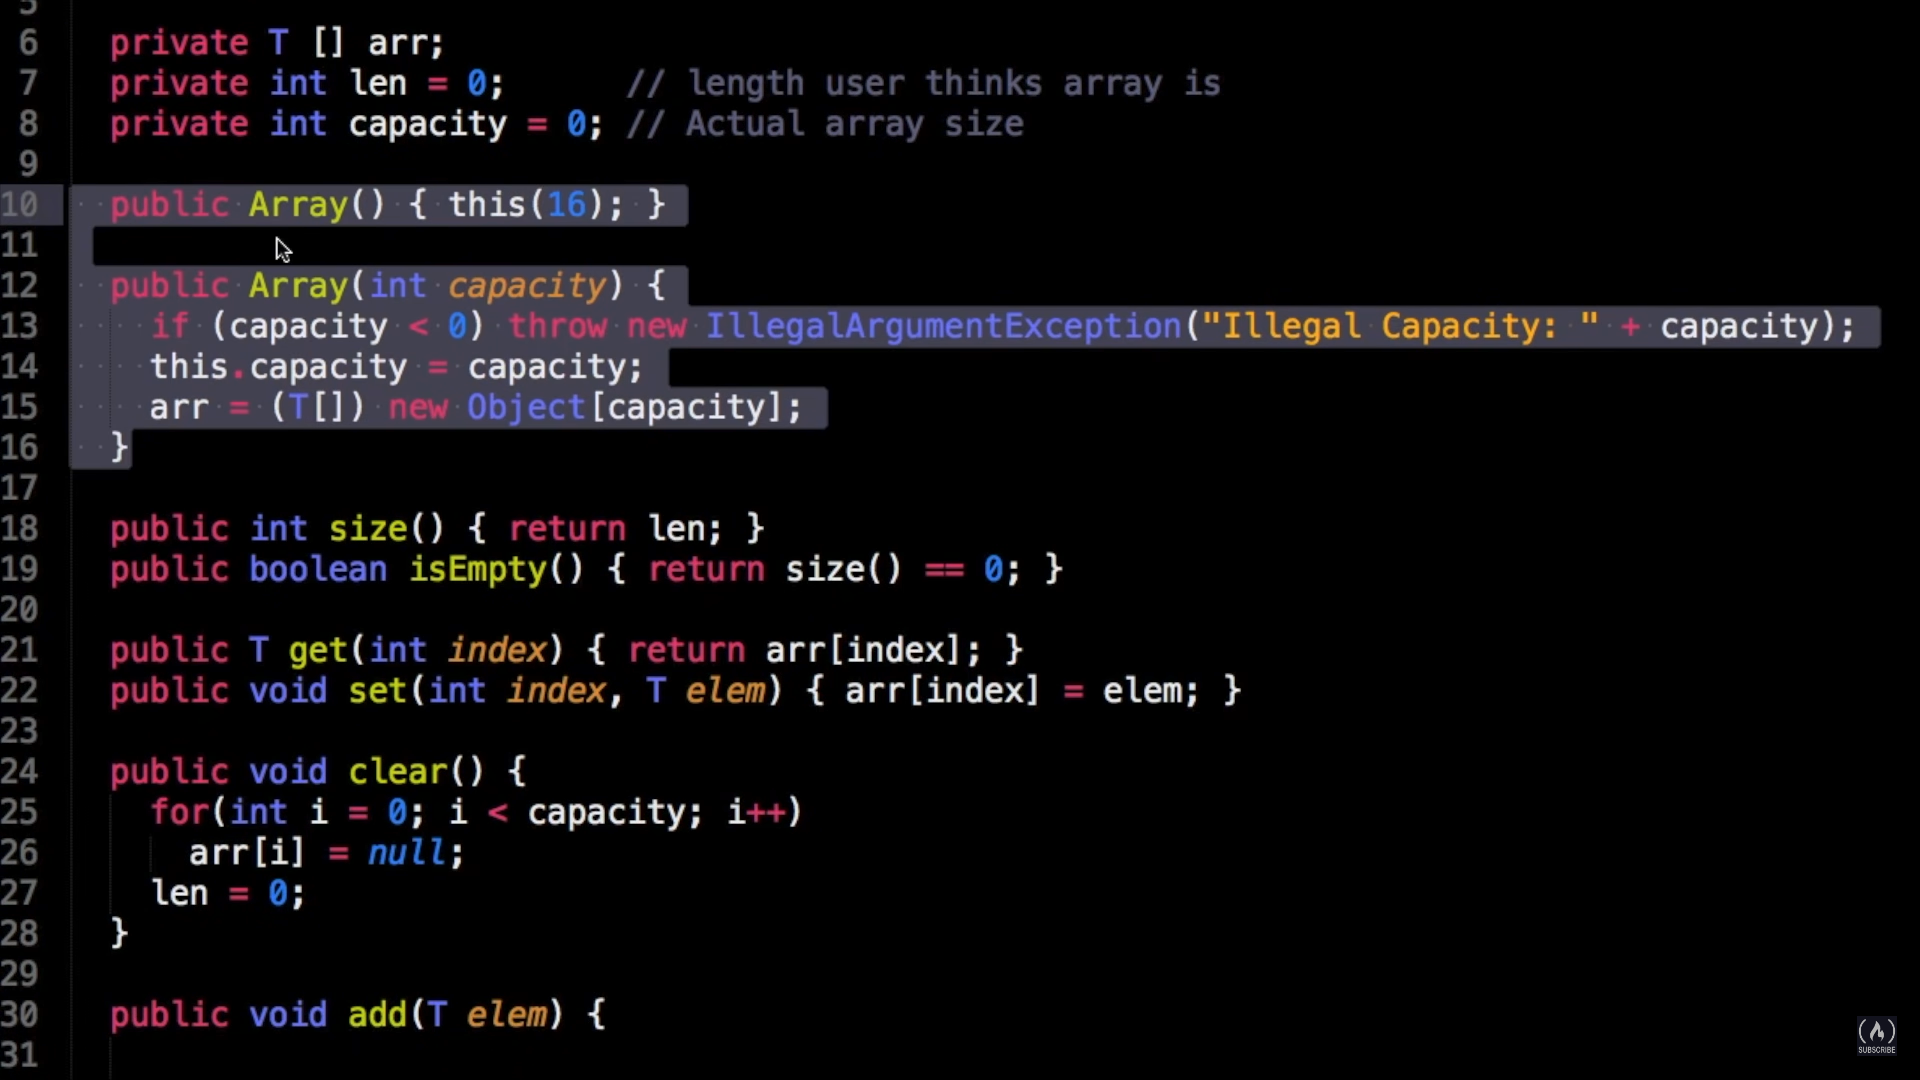 5
6 private T [] arr;
7 private int len = 0; // length user thinks array is
8 private int capacity = 0; // Actual array size
9
10 public Array() { this(16); }
11
12 public Array(int capacity) {
13 if (capacity < 0) throw new IllegalArgumentException("Illegal Capacity: " + capacity);
14 this.capacity = capacity;
15 arr = (T[]) new Object[capacity];
16 }
17
18 public int size() { return len; }
19 public boolean isEmpty() { return size() == 0; }
20
21 public T get(int index) { return arr[index]; }
22 public void set(int index, T elem) { arr[index] = elem; }
23
24 public void clear() {
25 for(int i = 0; i < capacity; i++)
26 arr[i] = null;
27 len = 0;
28 }
29
30 public void add(T elem) {
31
SUBSCRIBE